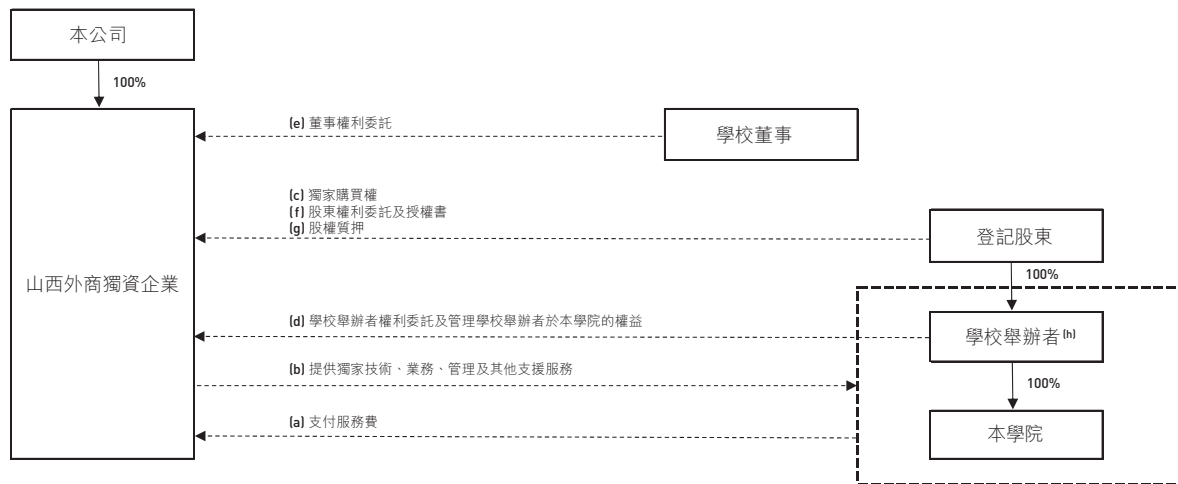 本公司
100%
(e) 董事權利委託
學校董事
(c) 獨家購買權
(f) 股東權利委託及授權書
(g) 股權質押
登記股東
山西外商獨資企業
100%
(d) 學校舉辦者權利委託及管理學校舉辦者於本學院的權益
學校舉辦者(h)
(b) 提供獨家技術、業務、管理及其他支援服務
100%
(a) 支付服務費
本學院